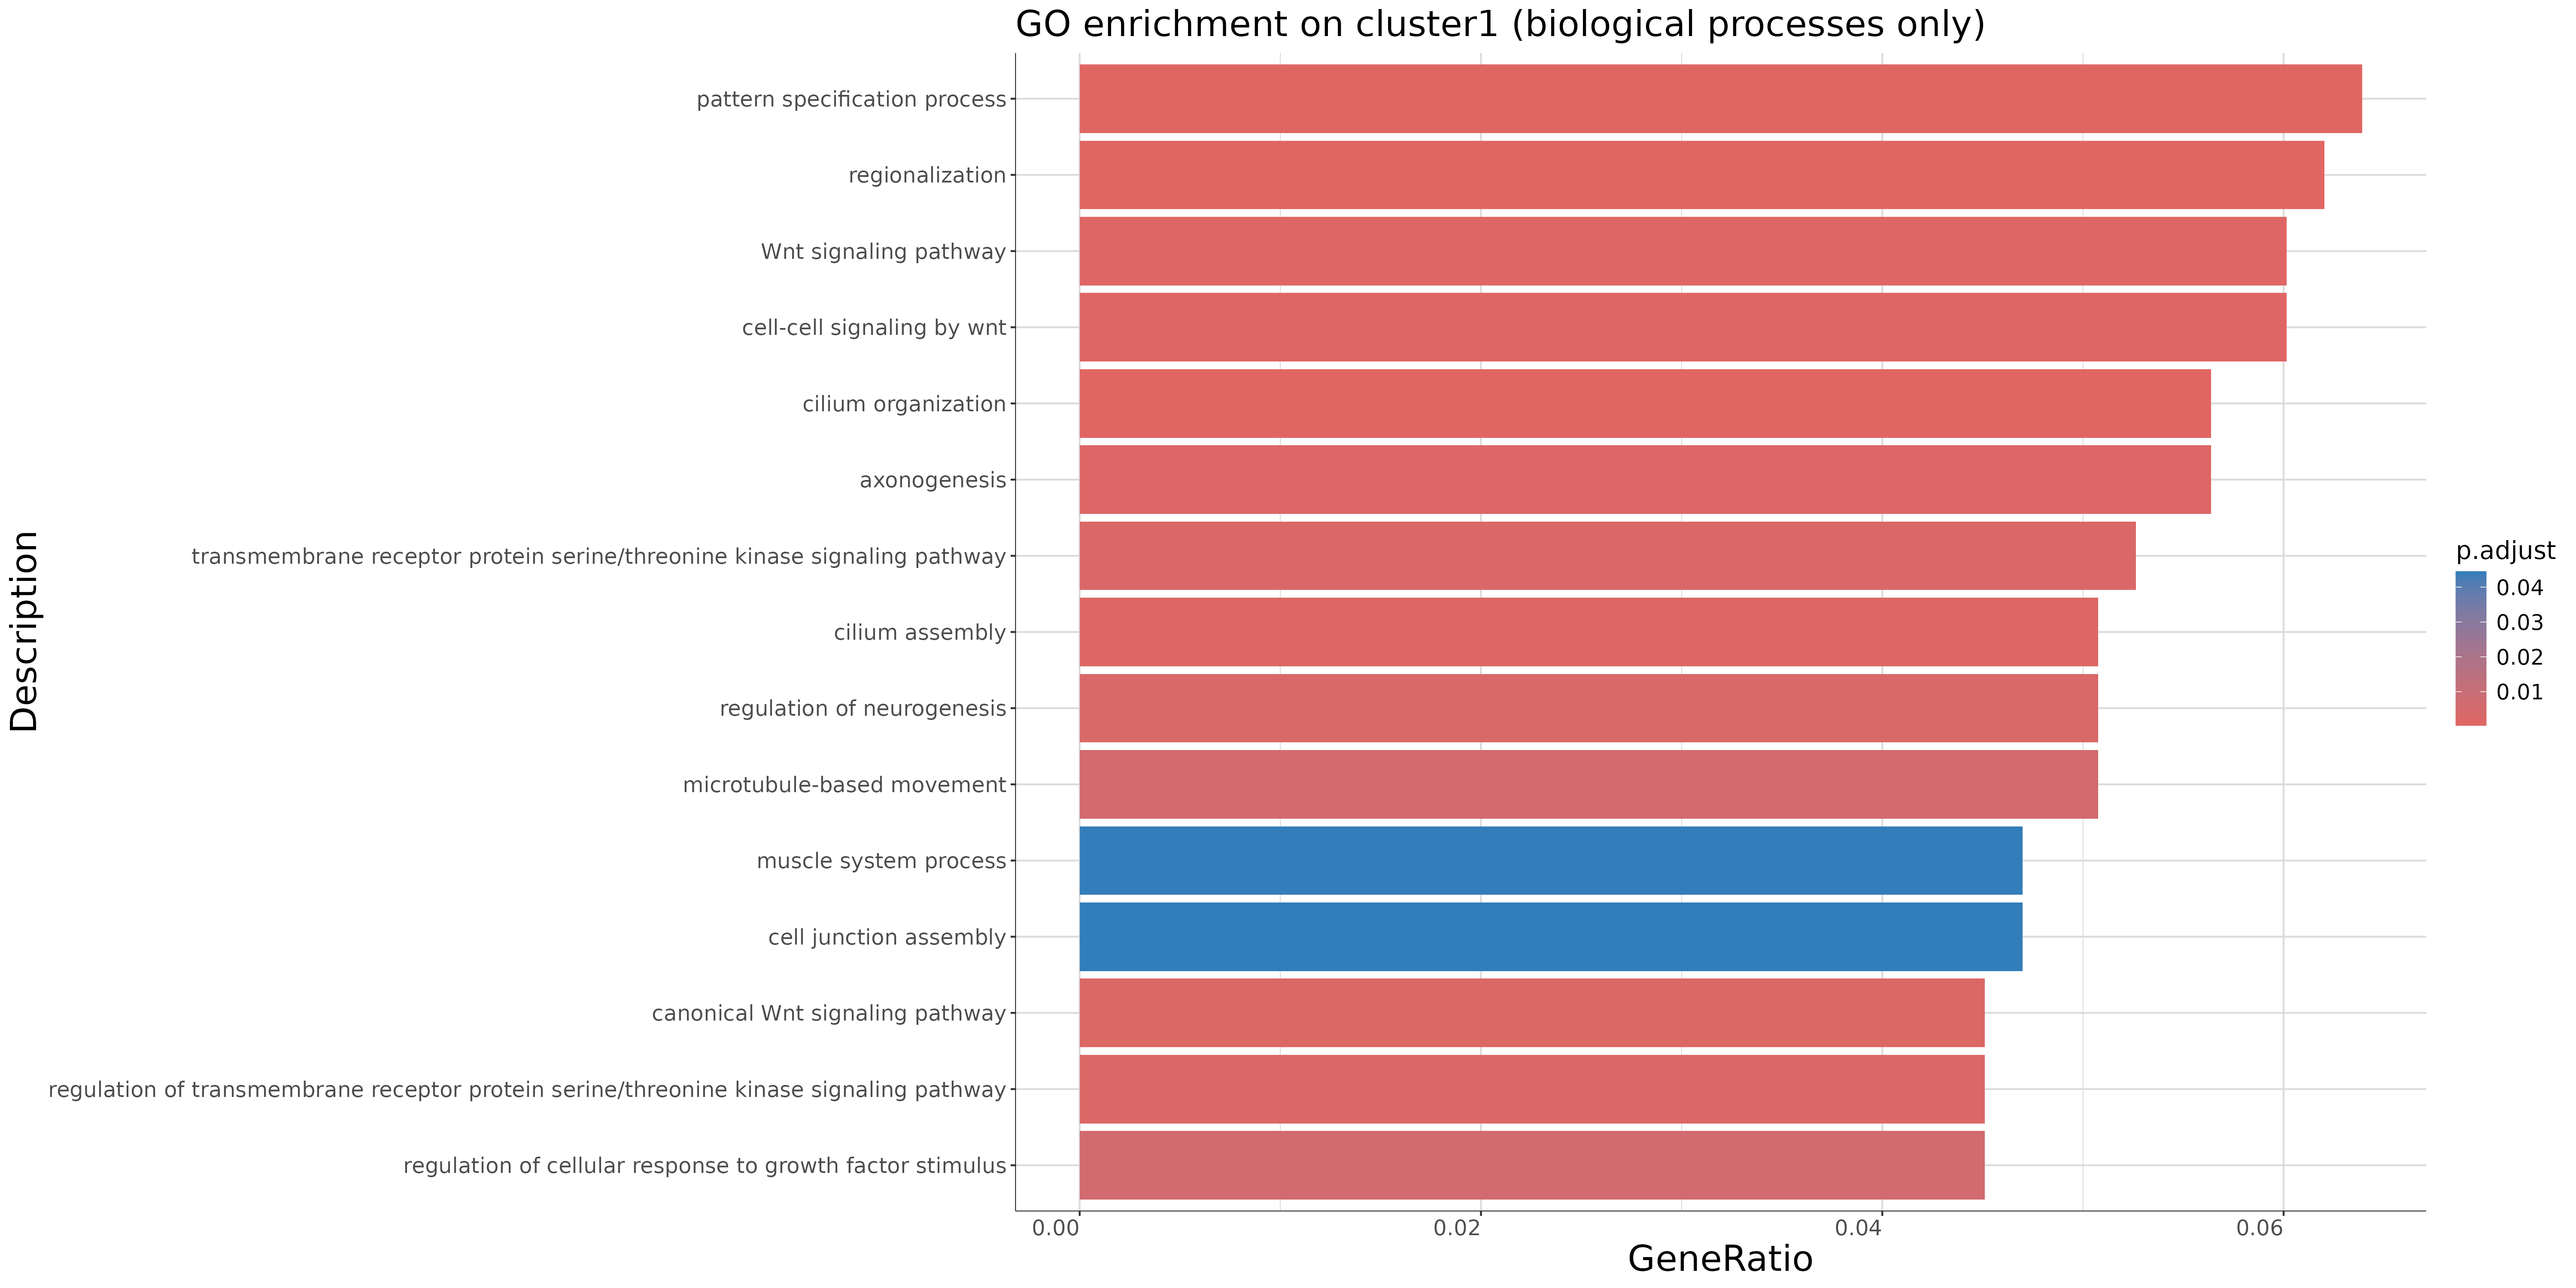 GO enrichment on cluster1 (biological processes only)
Description
pattern specification process
regionalization
Wnt signaling pathway
cell-cell signaling by wnt
cilium organization
axonogenesis
transmembrane receptor protein serine/threonine kinase signaling pathway
cilium assembly
regulation of neurogenesis
microtubule-based movement
muscle system process
cell junction assembly
canonical Wnt signaling pathway
regulation of transmembrane receptor protein serine/threonine kinase signaling pathway
regulation of cellular response to growth factor stimulus
0.00 0.02 0.04 0.06
GeneRatio
p.adjust
0.04
0.03
0.02
0.01